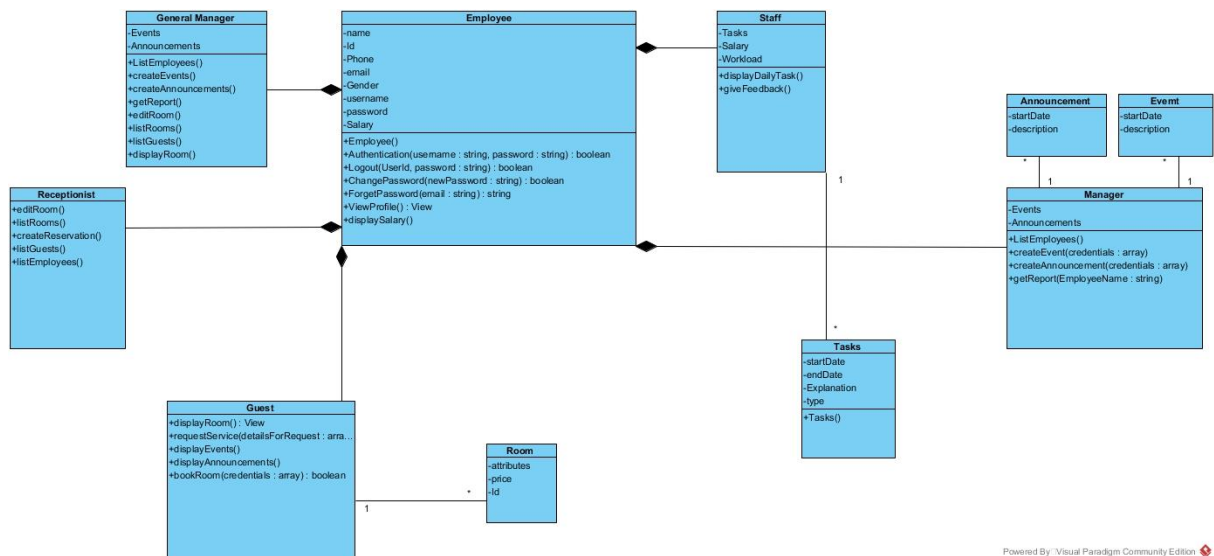 General Manager
-Events
-Announcements
+ListEmployees()
+createEvents()
+createAnnouncements()
+getReport()
+editRoom()
+listRooms()
+listGuests()
+displayRoom()
Employee
-name
-Id
-Phone
-email
-Gender
-username
-password
-Salary
+Employee()
+Authentication(username : string, password : string) : boolean
+Logout(UserId, password : string) : boolean
+ChangePassword(newPassword : string) : boolean
+ForgetPassword(email : string) : string
+ViewProfile() : View
+displaySalary()
Staff
-Tasks
-Salary
-Workload
+displayDailyTask()
+giveFeedback()
1
*
Announcement
-startDate
-description
*
1
Evemt
-startDate
-description
*
1
Receptionist
+editRoom()
+listRooms()
+createReservation()
+listGuests()
+listEmployees()
Manager
-Events
-Announcements
+ListEmployees()
+createEvent(credentials : array)
+createAnnouncement(credentials : array)
+getReport(EmployeeName : string)
Tasks
-startDate
-endDate
-Explanation
-type
+Tasks()
Guest
+displayRoom() : View
+requestService(detailsForRequest : arra...
+displayEvents()
+displayAnnouncements()
+bookRoom(credentials : array) : boolean
1
*
Room
-attributes
-price
-Id
Powered By Visual Paradigm Community Edition